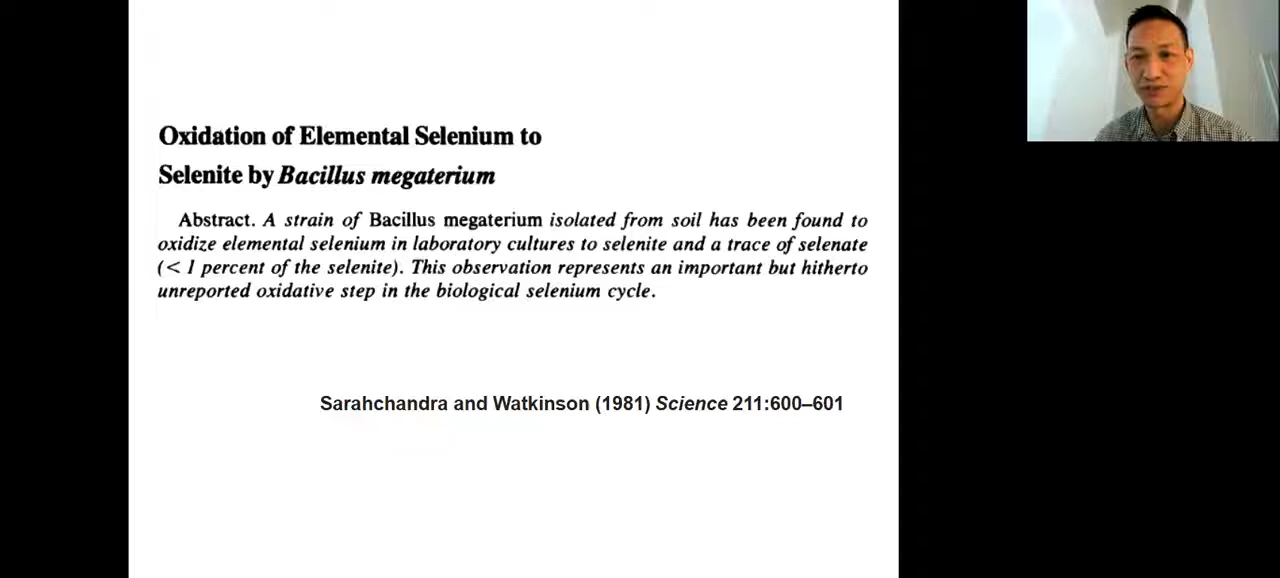 Oxidation of Elemental Selenium to
Selenite by Bacillus megaterium
Abstract. A strain of Bacillus megaterium isolated from soil has been found to
oxidize elemental selenium in laboratory cultures to selenite and a trace of selenate
(< 1 percent of the selenite). This observation represents an important but hitherto
unreported oxidative step in the biological selenium cycle.
Sarahchandra and Watkinson (1981) Science 211:600–601